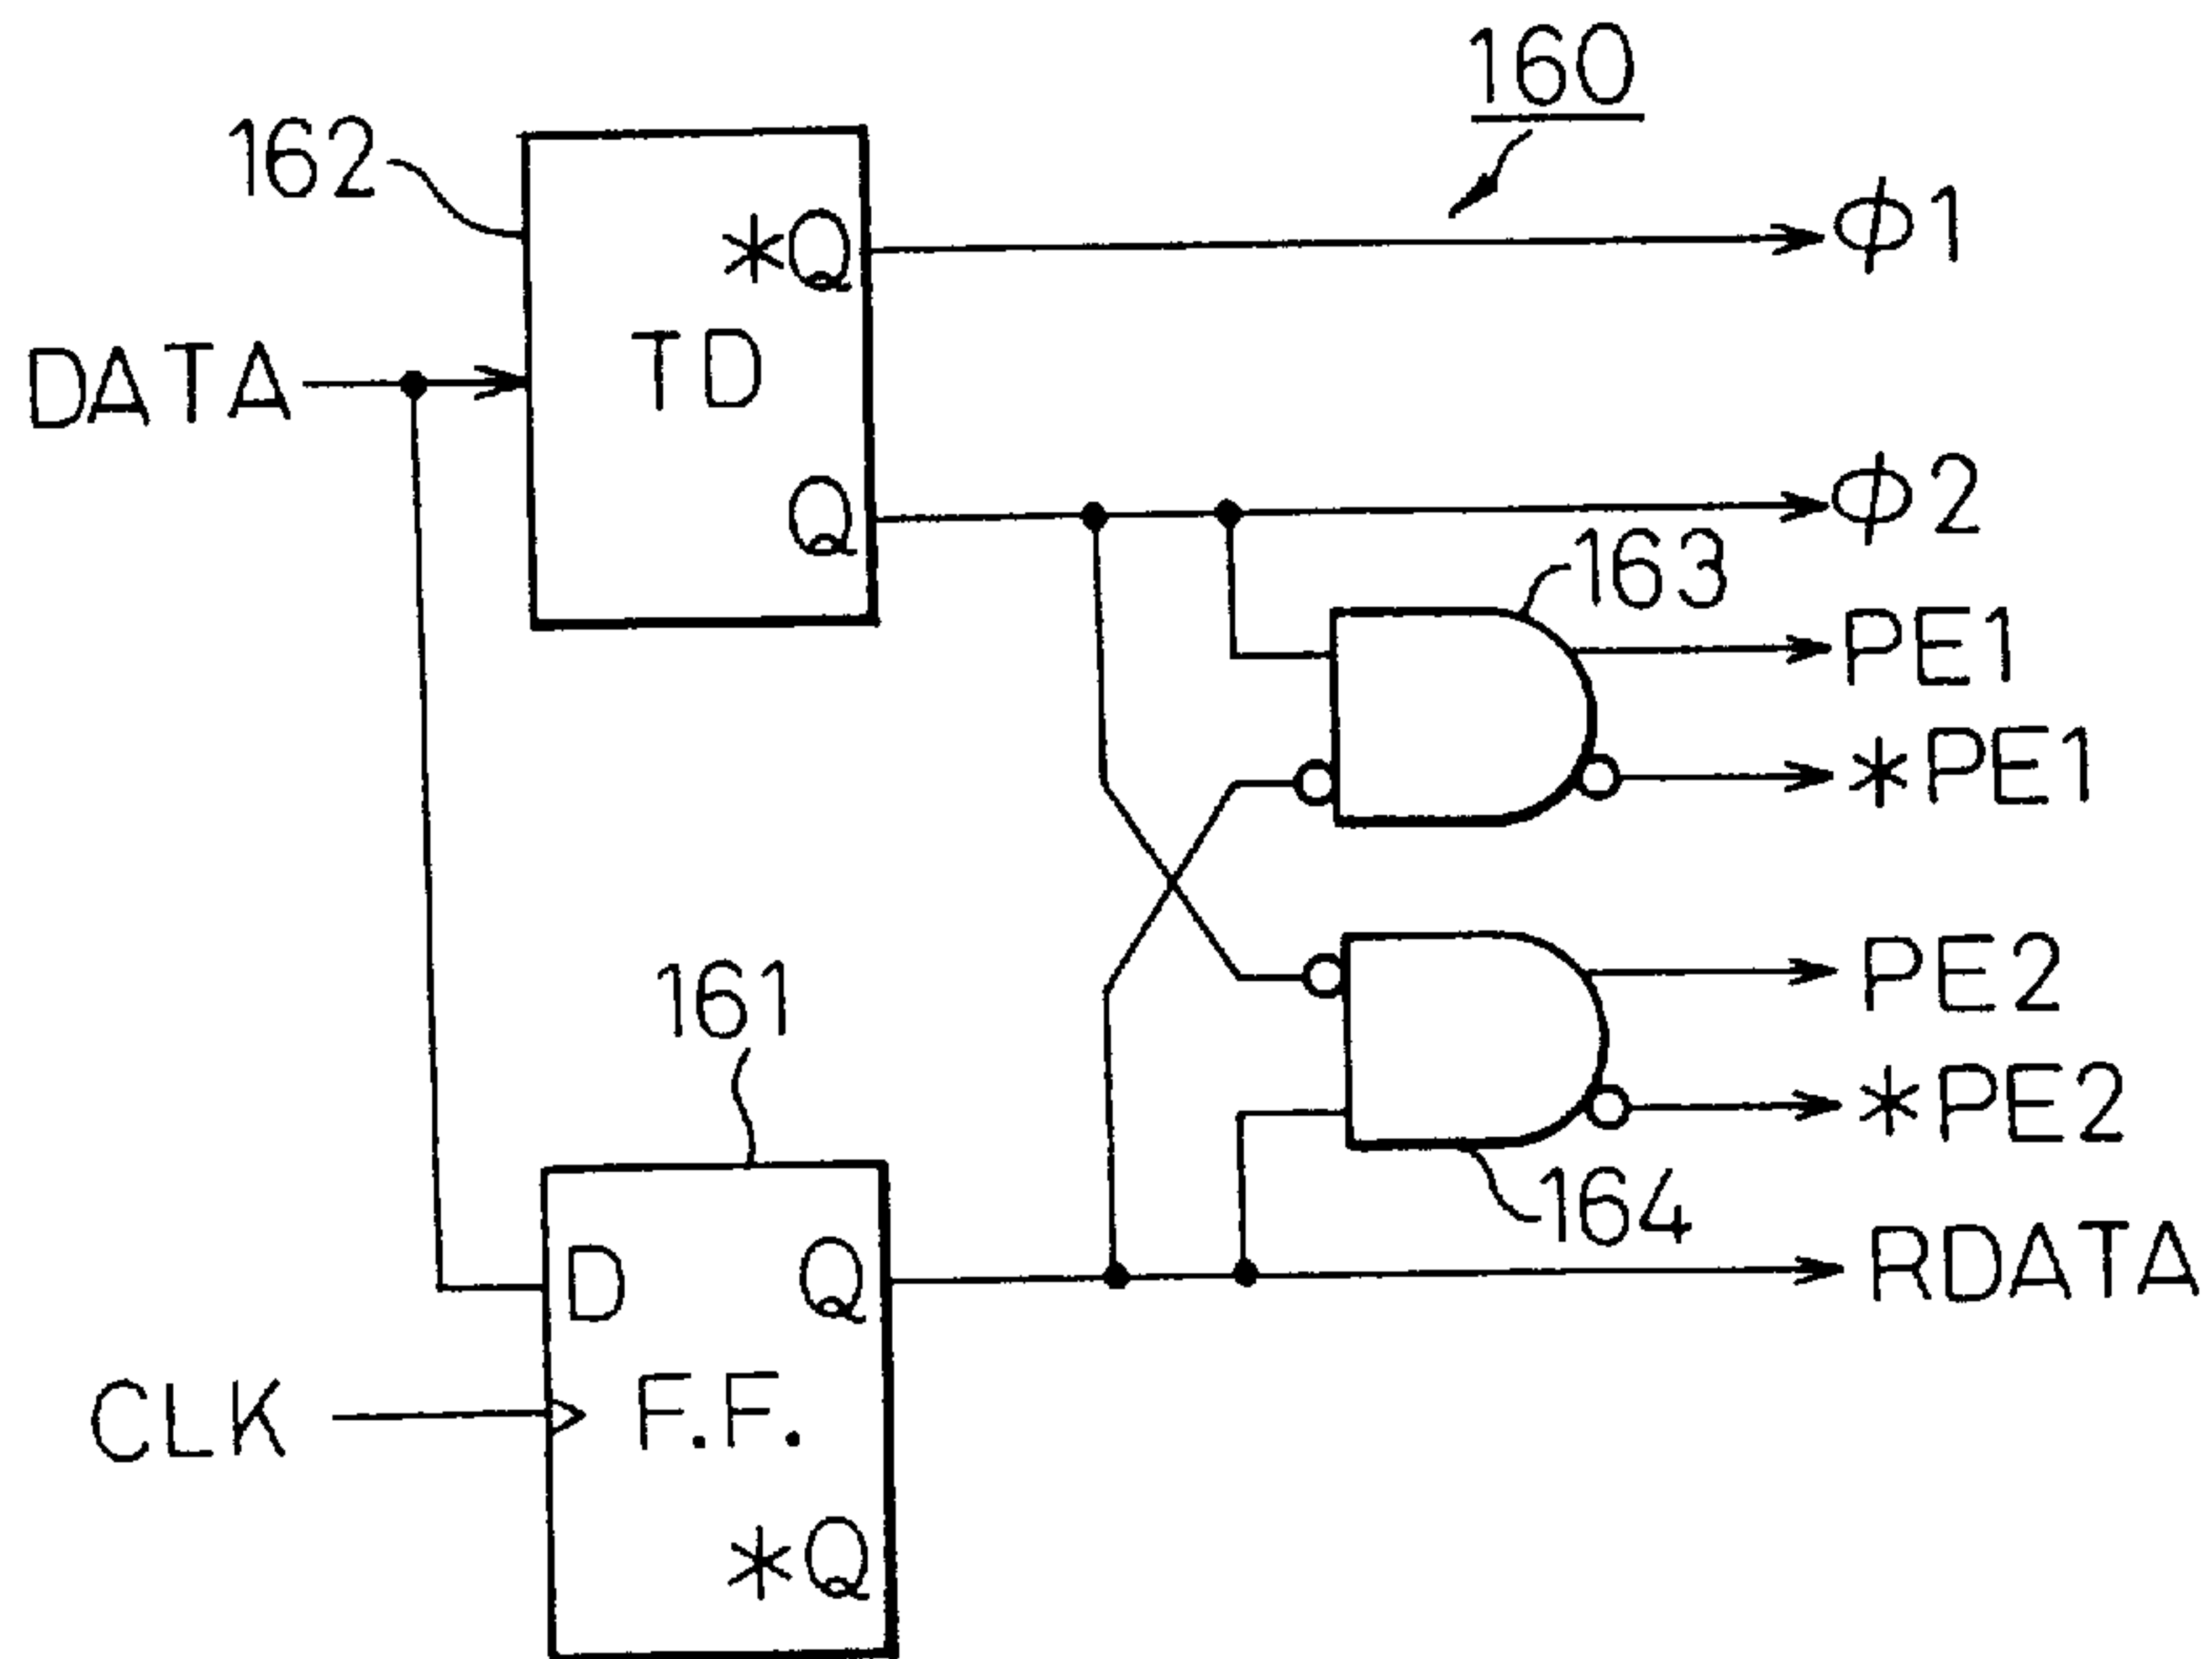 160
162
*Q
ϕ1
DATA
TD
Q
ϕ2
163
PE1
*PE1
PE2
161
*PE2
164
D
Q
RDATA
CLK
F.F.
*Q